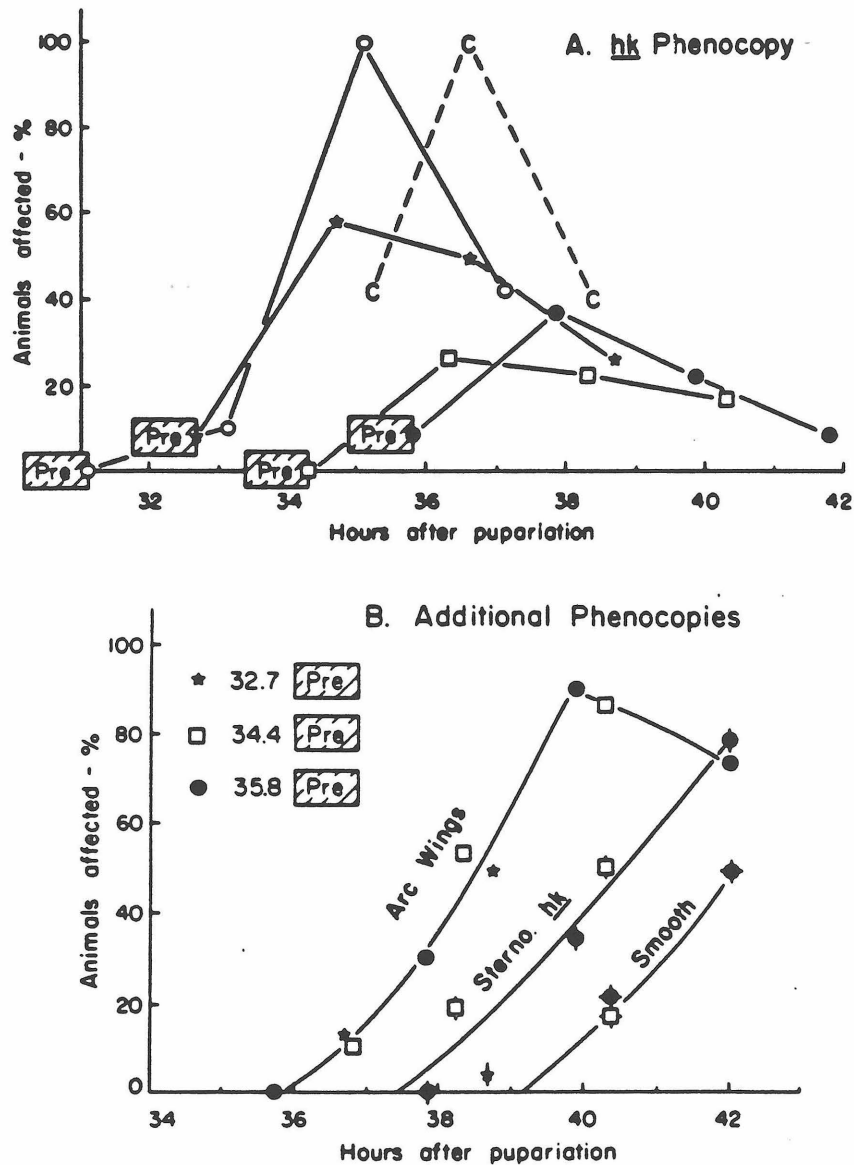 A. hk Phenocopy
Animals affected - %
100
80
60
40
20
C
C
C
Pre
Pre
Pre
Pre
32
34
36
38
40
42
Hours after pupariation
B. Additional Phenocopies
Animals affected - %
100
80
60
40
20
0
32.7 Pre
34.4 Pre
35.8 Pre
Arc Wings
Sterno. hk
Smooth
34
36
38
40
42
Hours after pupariation